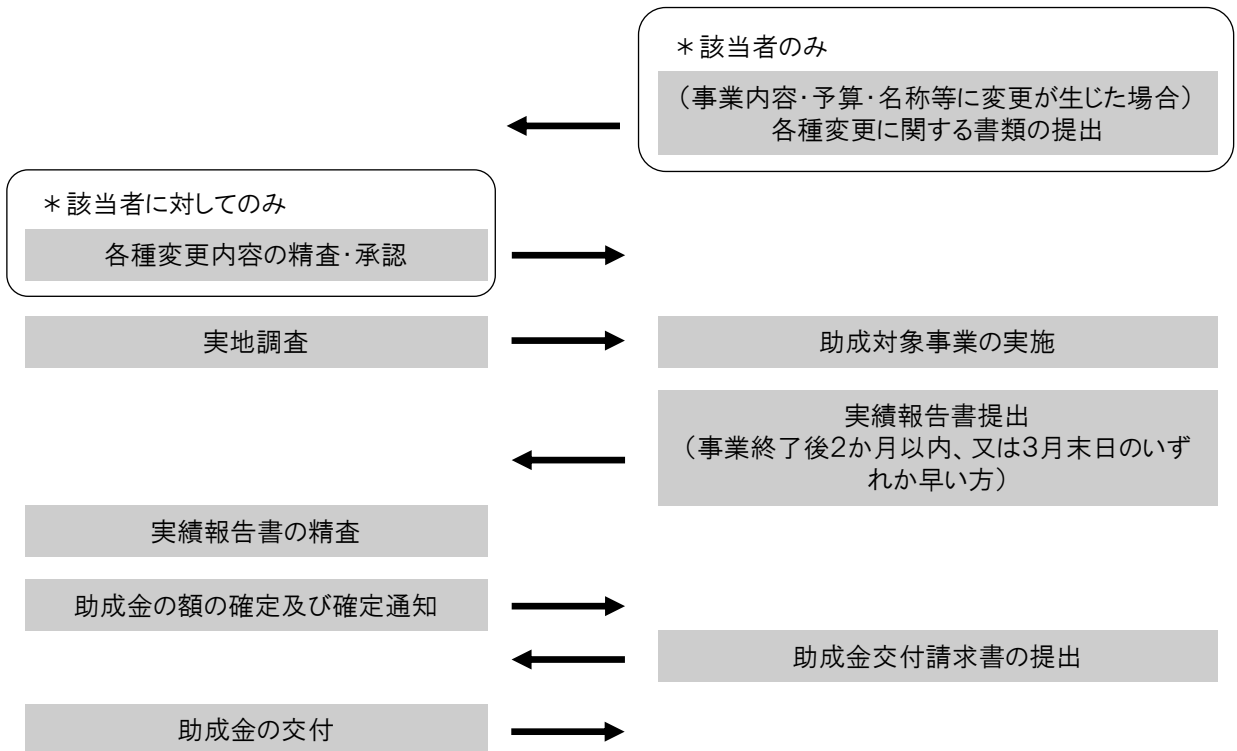 ＊該当者のみ
（事業内容・予算・名称等に変更が生じた場合）
各種変更に関する書類の提出
＊該当者に対してのみ
各種変更内容の精査・承認
実地調査
助成対象事業の実施
実績報告書提出
（事業終了後2か月以内、又は3月末日のいず
れか早い方）
実績報告書の精査
助成金の額の確定及び確定通知
助成金交付請求書の提出
助成金の交付